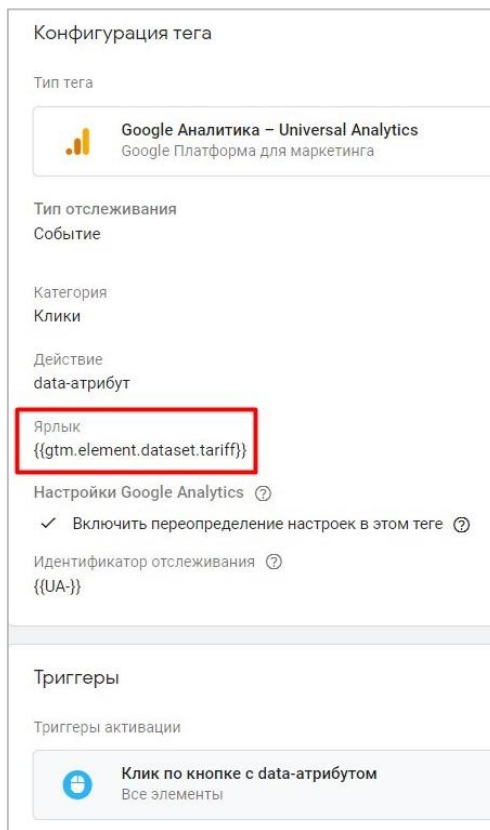 Конфигурация тега
Тип тега
Google Аналитика – Universal Analytics
Google Платформа для маркетинга
Тип отслеживания
Событие
Категория
Клики
Действие
data-атрибут
Ярлык
{{gtm.element.dataset.tariff}}
Настройки Google Analytics ?
✓ Включить переопределение настроек в этом теге ?
Идентификатор отслеживания ?
{{UA-}}
Триггеры
Триггеры активации
Клик по кнопке с data-атрибутом
Все элементы